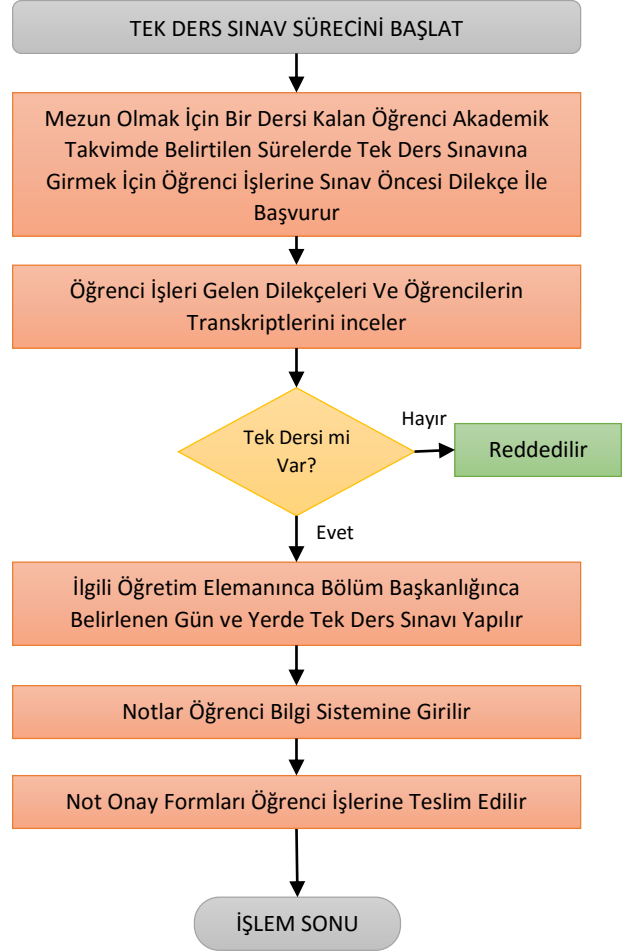 TEK DERS SINAV SÜRECİNİ BAŞLAT
Mezun Olmak İçin Bir Dersi Kalan Öğrenci Akademik
Takvimde Belirtilen Sürelerde Tek Ders Sınavına
Girmek İçin Öğrenci İşlerine Sınav Öncesi Dilekçe İle
Başvurur
Öğrenci İşleri Gelen Dilekçeleri Ve Öğrencilerin
Transkriptlerini inceler
Tek Dersi mi
Var?
Hayır
Reddedilir
Evet
İlgili Öğretim Elemanınca Bölüm Başkanlığınca
Belirlenen Gün ve Yerde Tek Ders Sınavı Yapılır
Notlar Öğrenci Bilgi Sistemine Girilir
Not Onay Formları Öğrenci İşlerine Teslim Edilir
İŞLEM SONU